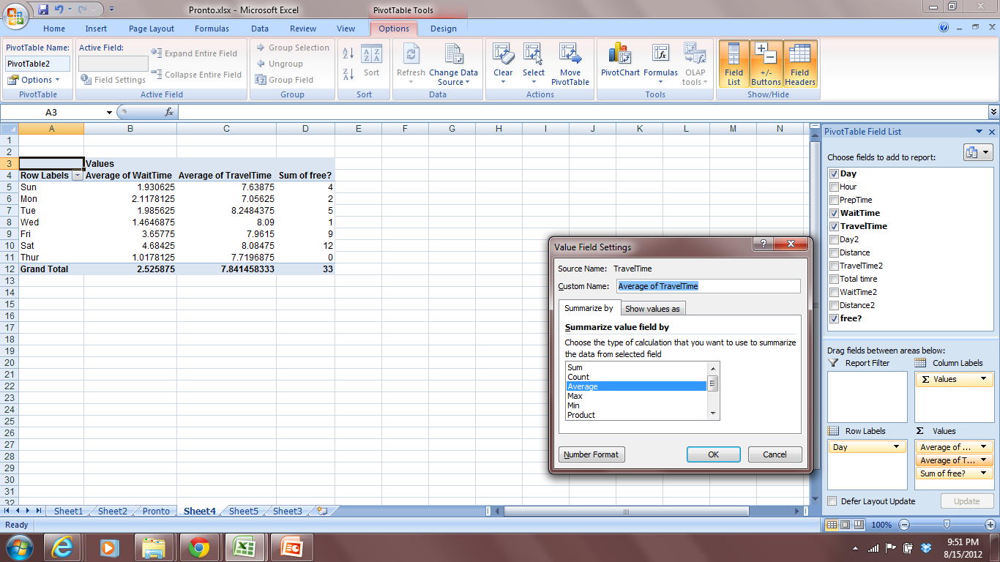 Pronto.xlsx - Microsoft Excel
PivotTable Tools
Home Insert Page Layout Formulas Data Review View Options Design
PivotTable Name:
PivotTable2
Options
PivotTable
Active Field:
Field Settings
Expand Entire Field
Collapse Entire Field
Active Field
Group Selection
Ungroup
Group Field
Group
Sort
Sort
Refresh
Change Data
Source
Data
Clear
Select
Move
PivotTable
Actions
PivotChart
Formulas
OLAP
tools
Tools
Field
List
+/-
Buttons
Field
Headers
Show/Hide
A3
fx
A B C D E F G H I J K L M N
1
2
3 Values
4 Row Labels Average of WaitTime Average of TravelTime Sum of free?
5 Sun 1.930625 7.63875 4
6 Mon 2.1178125 7.05625 2
7 Tue 1.985625 8.2484375 5
8 Wed 1.4646875 8.09 1
9 Fri 3.65775 7.9615 9
10 Sat 4.68425 8.08475 12
11 Thur 1.0178125 7.7196875 0
12 Grand Total 2.525875 7.841458333 33
13
14
15
16
17
18
19
20
21
22
23
24
25
26
27
28
29
30
31
32
Value Field Settings
Source Name: TravelTime
Custom Name: Average of TravelTime
Summarize by Show values as
Summarize value field by
Choose the type of calculation that you want to use to summarize
the data from selected field
Sum
Count
Average
Max
Min
Product
Number Format OK Cancel
PivotTable Field List
Choose fields to add to report:
Day
Hour
PrepTime
WaitTime
TravelTime
Day2
Distance
TravelTime2
Total timre
WaitTime2
Distance2
free?
Drag fields between areas below:
Report Filter Column Labels
Σ Values
Row Labels Σ Values
Day Average of ...
Average of T...
Sum of free?
Defer Layout Update Update
Sheet1 Sheet2 Pronto Sheet4 Sheet5 Sheet3
Ready 100%
9:51 PM
8/15/2012